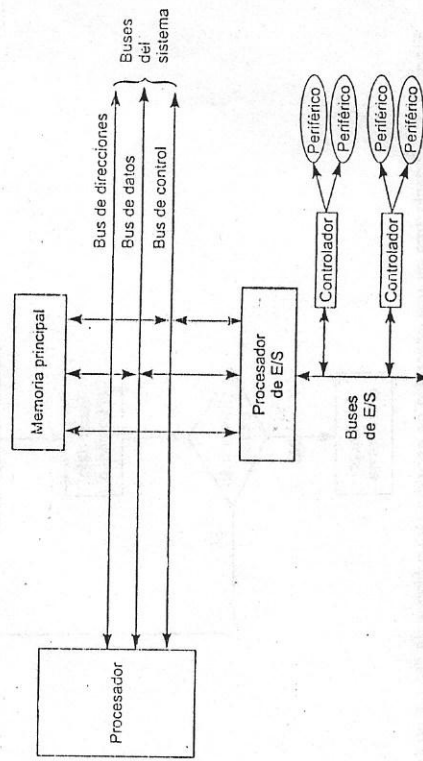 Memoria principal
Buses
del
sistema
Bus de direcciones
Bus de datos
Bus de control
Procesador
Procesador
de E/S
Buses
de E/S
Controlador
Periférico
Periférico
Controlador
Periférico
Periférico